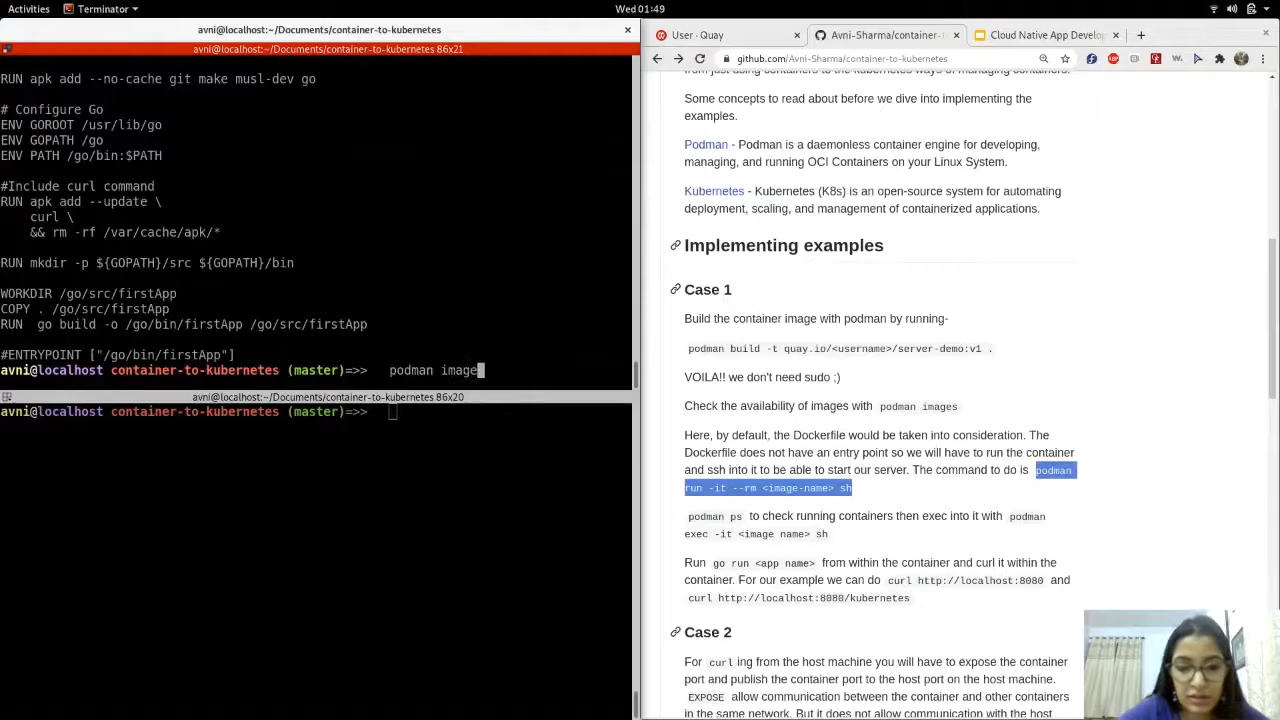 Activities
Terminator
Wed 01:49
avni@localhost:~/Documents/container-to-kubernetes
avni@localhost:~/Documents/container-to-kubernetes 86x21
RUN apk add --no-cache git make musl-dev go
# Configure Go
ENV GOROOT /usr/lib/go
ENV GOPATH /go
ENV PATH /go/bin:$PATH
#Include curl command
RUN apk add --update \
curl \
&& rm -rf /var/cache/apk/*
RUN mkdir -p ${GOPATH}/src ${GOPATH}/bin
WORKDIR /go/src/firstApp
COPY . /go/src/firstApp
RUN  go build -o /go/bin/firstApp /go/src/firstApp
#ENTRYPOINT ["/go/bin/firstApp"]
avni@localhost container-to-kubernetes (master)=>>   podman image
avni@localhost:~/Documents/container-to-kubernetes 86x20
avni@localhost container-to-kubernetes (master)=>>
User · Quay
Avni-Sharma/container-
Cloud Native App Develo
github.com/Avni-Sharma/container-to-kubernetes
from just using containers to the kubernetes ways of managing containers.
Some concepts to read about before we dive into implementing the
examples.
Podman - Podman is a daemonless container engine for developing,
managing, and running OCI Containers on your Linux System.
Kubernetes - Kubernetes (K8s) is an open-source system for automating
deployment, scaling, and management of containerized applications.
Implementing examples
Case 1
Build the container image with podman by running-
podman build -t quay.io/<username>/server-demo:v1 .
VOILA!! we don't need sudo ;)
Check the availability of images with podman images
Here, by default, the Dockerfile would be taken into consideration. The
Dockerfile does not have an entry point so we will have to run the container
and ssh into it to be able to start our server. The command to do is podman
run -it --rm <image-name> sh
podman ps to check running containers then exec into it with podman
exec -it <image name> sh
Run go run <app name> from within the container and curl it within the
container. For our example we can do curl http://localhost:8080 and
curl http://localhost:8080/kubernetes
Case 2
For curl ing from the host machine you will have to expose the container
port and publish the container port to the host port on the host machine.
EXPOSE allow communication between the container and other containers
in the same network. But it does not allow communication with the host